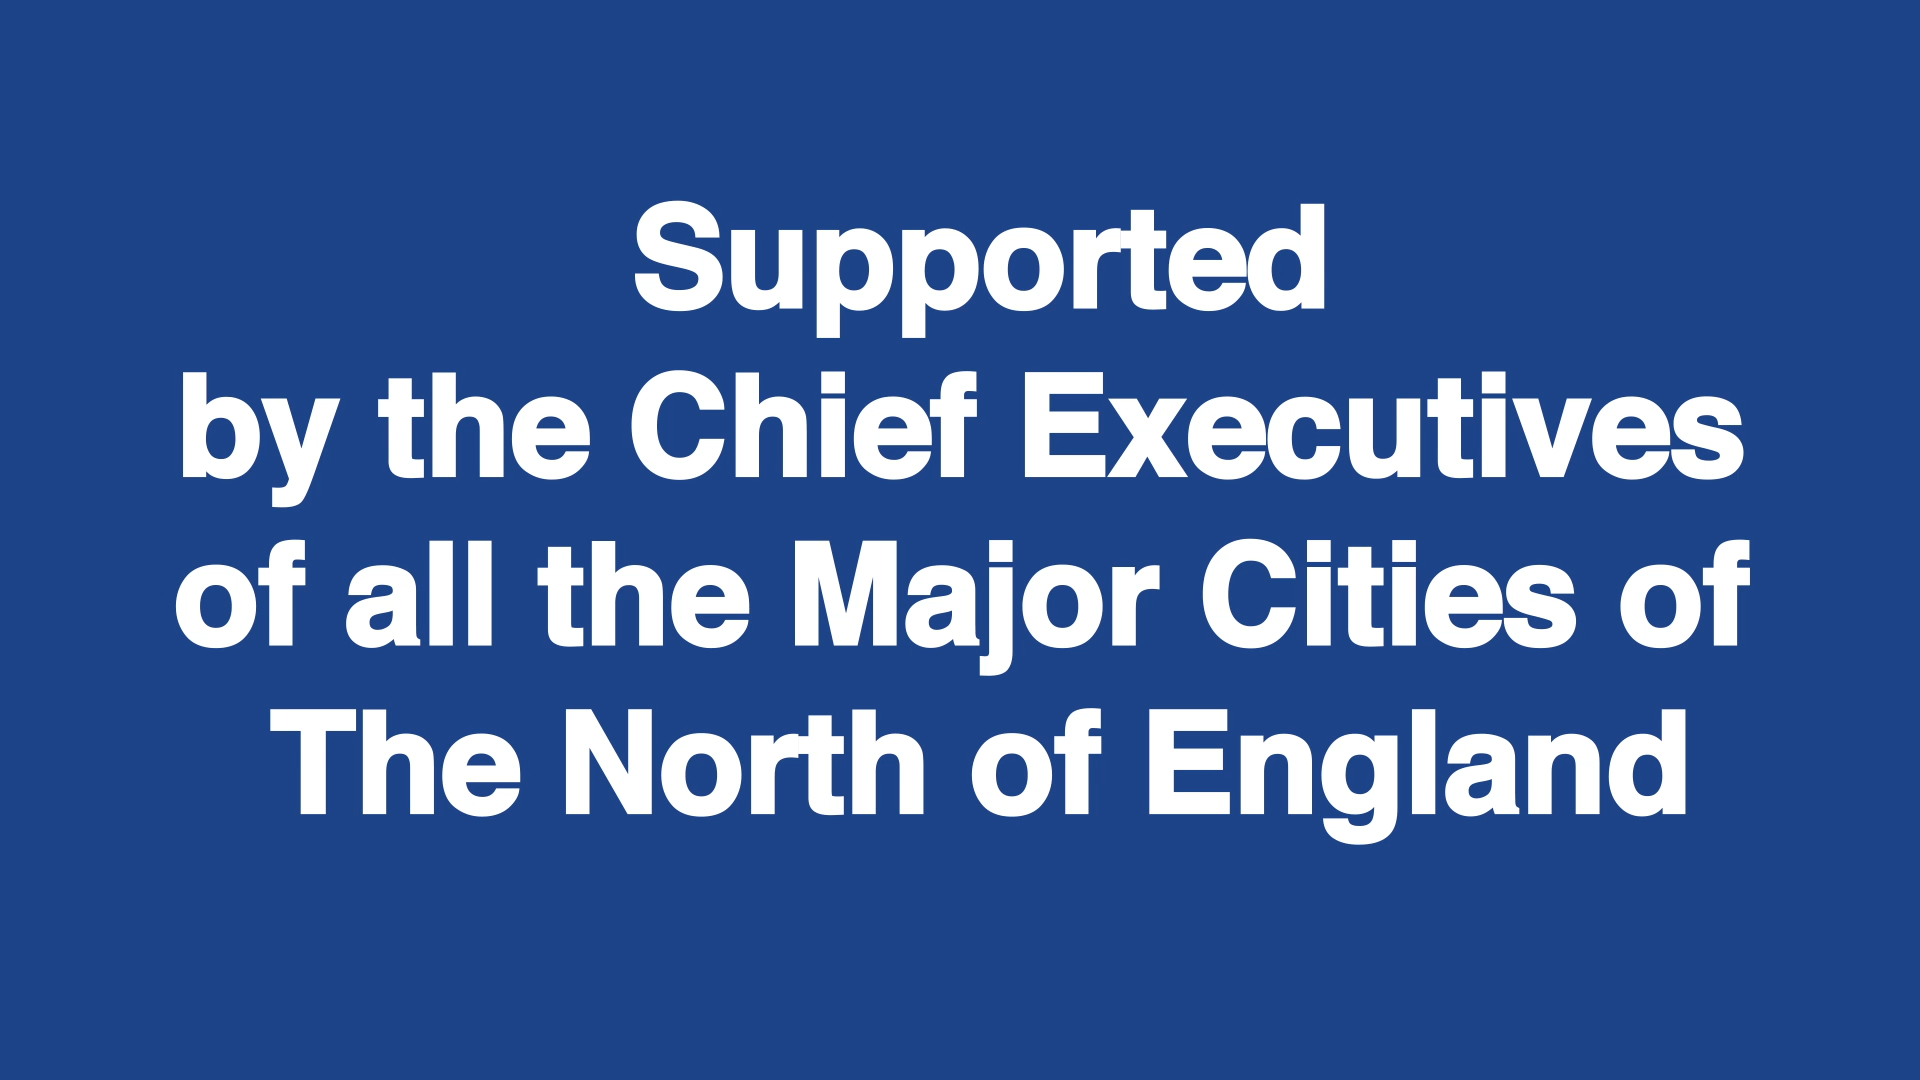 Supported
by the Chief Executives
of all the Major Cities of
The North of England